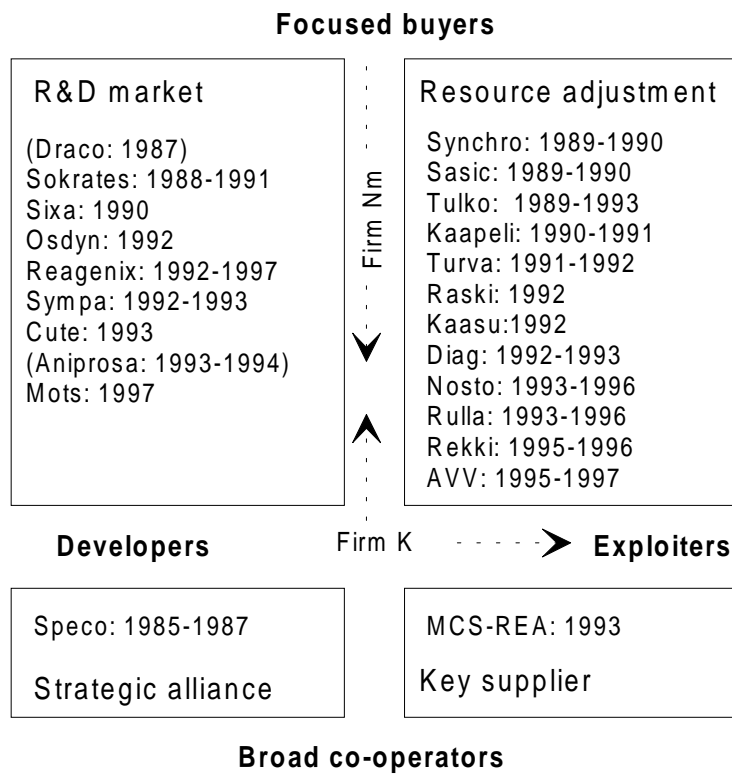 Focused buyers
R&D market
(Draco: 1987)
Sokrates: 1988-1991
Sixa: 1990
Osdyn: 1992
Reagenix: 1992-1997
Sympa: 1992-1993
Cute: 1993
(Aniprosa: 1993-1994)
Mots: 1997
Firm Nm
Resource adjustment
Synchro: 1989-1990
Sasic: 1989-1990
Tulko: 1989-1993
Kaapeli: 1990-1991
Turva: 1991-1992
Raski: 1992
Kaasu:1992
Diag: 1992-1993
Nosto: 1993-1996
Rulla: 1993-1996
Rekki: 1995-1996
AVV: 1995-1997
Developers
Firm K
Exploiters
Speco: 1985-1987
Strategic alliance
MCS-REA: 1993
Key supplier
Broad co-operators